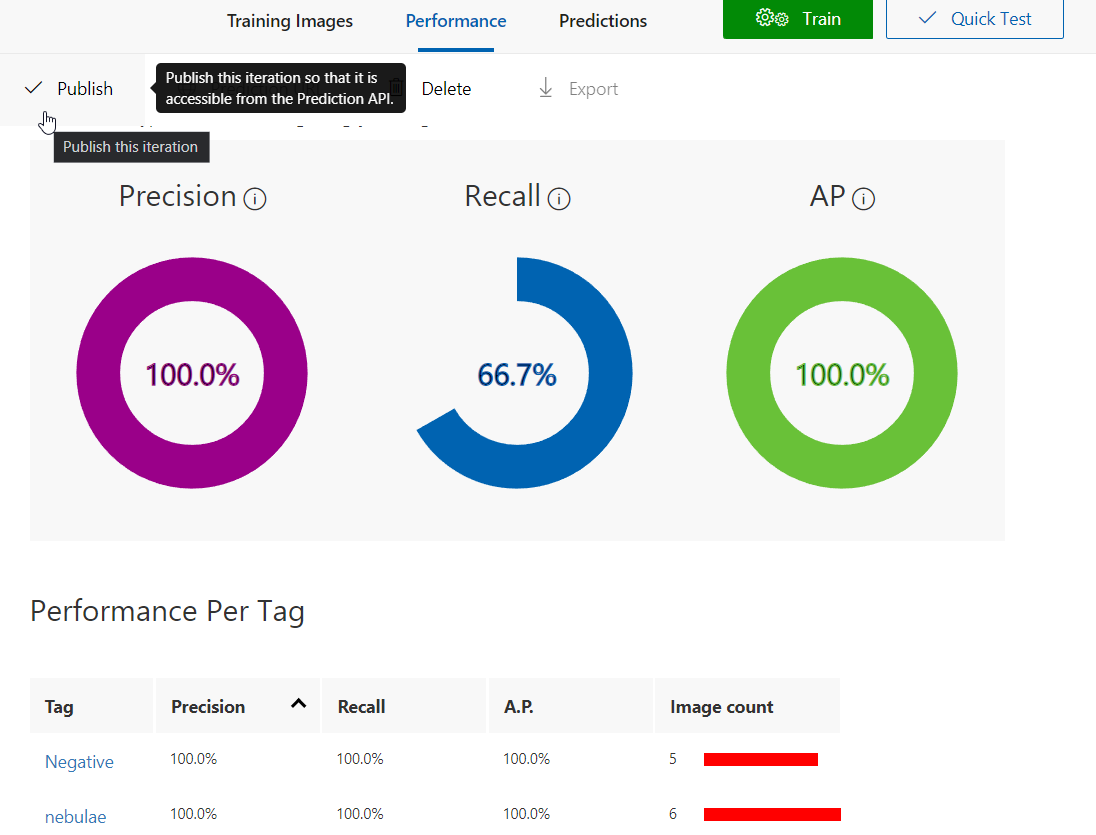 Training Images Performance Predictions Train Quick Test
Publish Publish this iteration so that it is
accessible from the Prediction API. Delete Export
Publish this iteration
Precision Recall AP
100.0% 66.7% 100.0%
Performance Per Tag
Tag Precision Recall A.P. Image count
Negative 100.0% 100.0% 100.0% 5
nebulae 100.0% 100.0% 100.0% 6